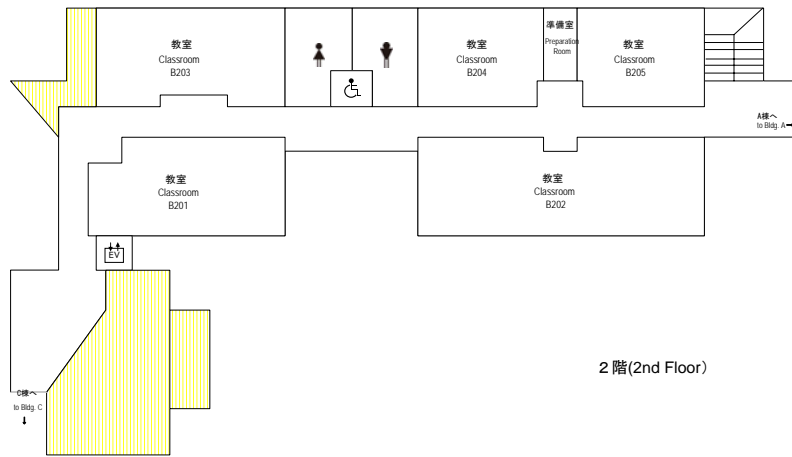 教室
Classroom
B203
教室
Classroom
B204
準備室
Preparation
Room
教室
Classroom
B205
A棟へ
to Bldg. A
教室
Classroom
B201
教室
Classroom
B202
EV
2階(2nd Floor)
C棟へ
to Bldg. C